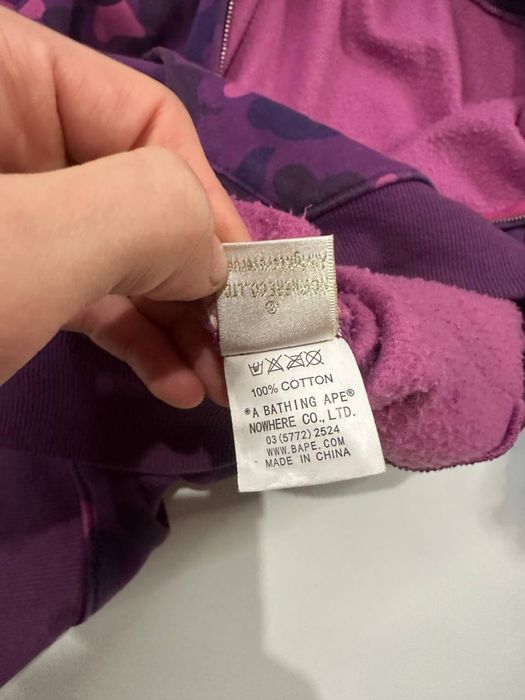 100% COTTON
*A BATHING APE®
NOWHERE CO., LTD.
03(5772)2524
WWW.BAPE.COM
MADE IN CHINA